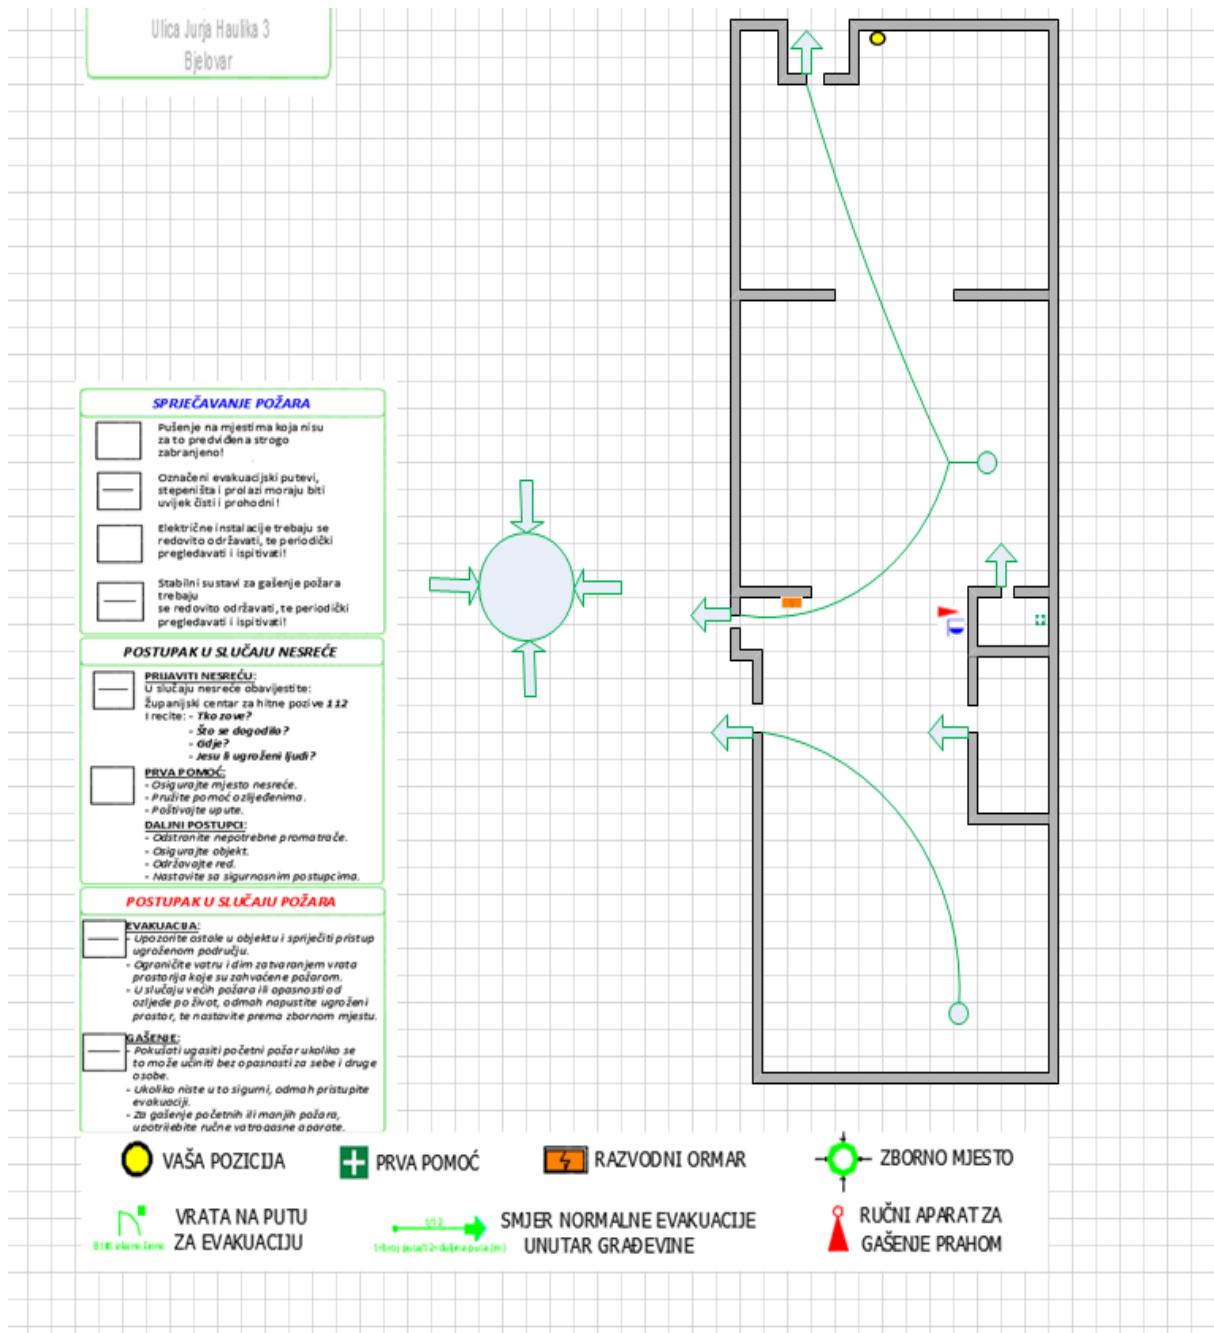 Ulica Jurja Haulika 3
Bjelovar
SPRJEČAVANJE POŽARA
Pušenje na mjestima koja nisu
za to predviđena strogo
zabranjeno!
Označeni evakuacijski putevi,
stepeništa i prolazi moraju biti
uvijek čisti i prohodni!
Električne instalacije trebaju se
redovito održavati, te periodički
pregledavati i ispitivati!
Stabilni sustavi za gašenje požara
trebaju
se redovito održavati, te periodički
pregledavati i ispitivati!
POSTUPAK U SLUČAJU NESREĆE
PRIJAVITI NESREĆU:
U slučaju nesreće obavijestite:
Županijski centar za hitne pozive 112
I recite: - Tko zove?
- Što se dogodilo?
- Gdje?
- Jesu li ugroženi ljudi?
PRVA POMOĆ:
- Osigurajte mjesto nesreće.
- Pružite pomoć ozlijeđenima.
- Poštivajte upute.
DALJNI POSTUPCI:
- Odstranite nepotrebne promatrače.
- Osigurajte objekt.
- Održavajte red.
- Nastavite sa sigurnosnim postupcima.
POSTUPAK U SLUČAJU POŽARA
EVAKUACIJA:
- Upozorite ostale u objektu i spriječiti pristup
ugroženom području.
- Ograničite vatru i dim zatvaranjem vrata
prostorija koje su zahvaćene požarom.
- U slučaju većih požara ili opasnosti od
ozljede po život, odmah napustite ugroženi
prostor, te nastavite prema zbornom mjestu.
GAŠENJE:
- Pokušati ugasiti početni požar ukoliko se
to može učiniti bez opasnosti za sebe i druge
osobe.
- Ukoliko niste u to sigurni, odmah pristupite
evakuaciji.
- Za gašenje početnih ili manjih požara,
upotrijebite ručne vatrogasne aparate.
VAŠA POZICIJA
PRVA POMOĆ
RAZVODNI ORMAR
ZBORNO MJESTO
VRATA NA PUTU
ZA EVAKUACIJU
1/12
1=broj puta/12=duljina puta (m)
SMJER NORMALNE EVAKUACIJE
UNUTAR GRAĐEVINE
RUČNI APARAT ZA
GAŠENJE PRAHOM